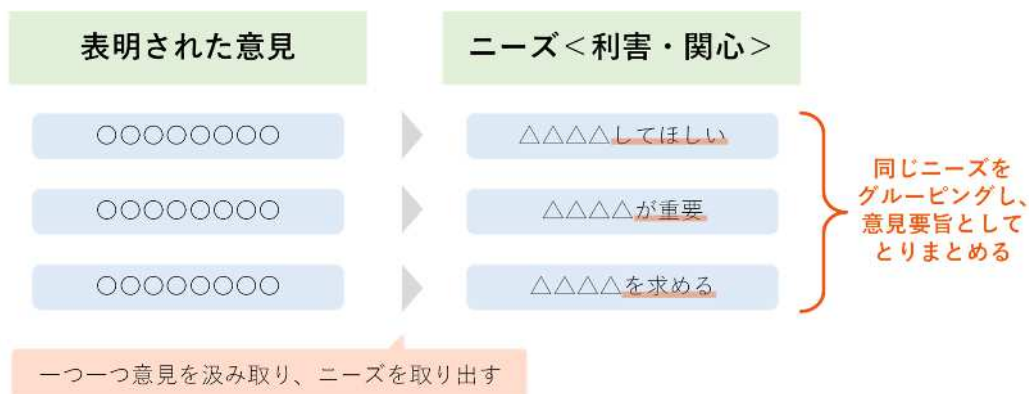 表明された意見
ニーズ<利害・関心>
○○○○○○○○
△△△△してほしい
○○○○○○○○
△△△△が重要
○○○○○○○○
△△△△を求める
同じニーズを
グルーピングし、
意見要旨として
とりまとめる
一つ一つ意見を汲み取り、ニーズを取り出す